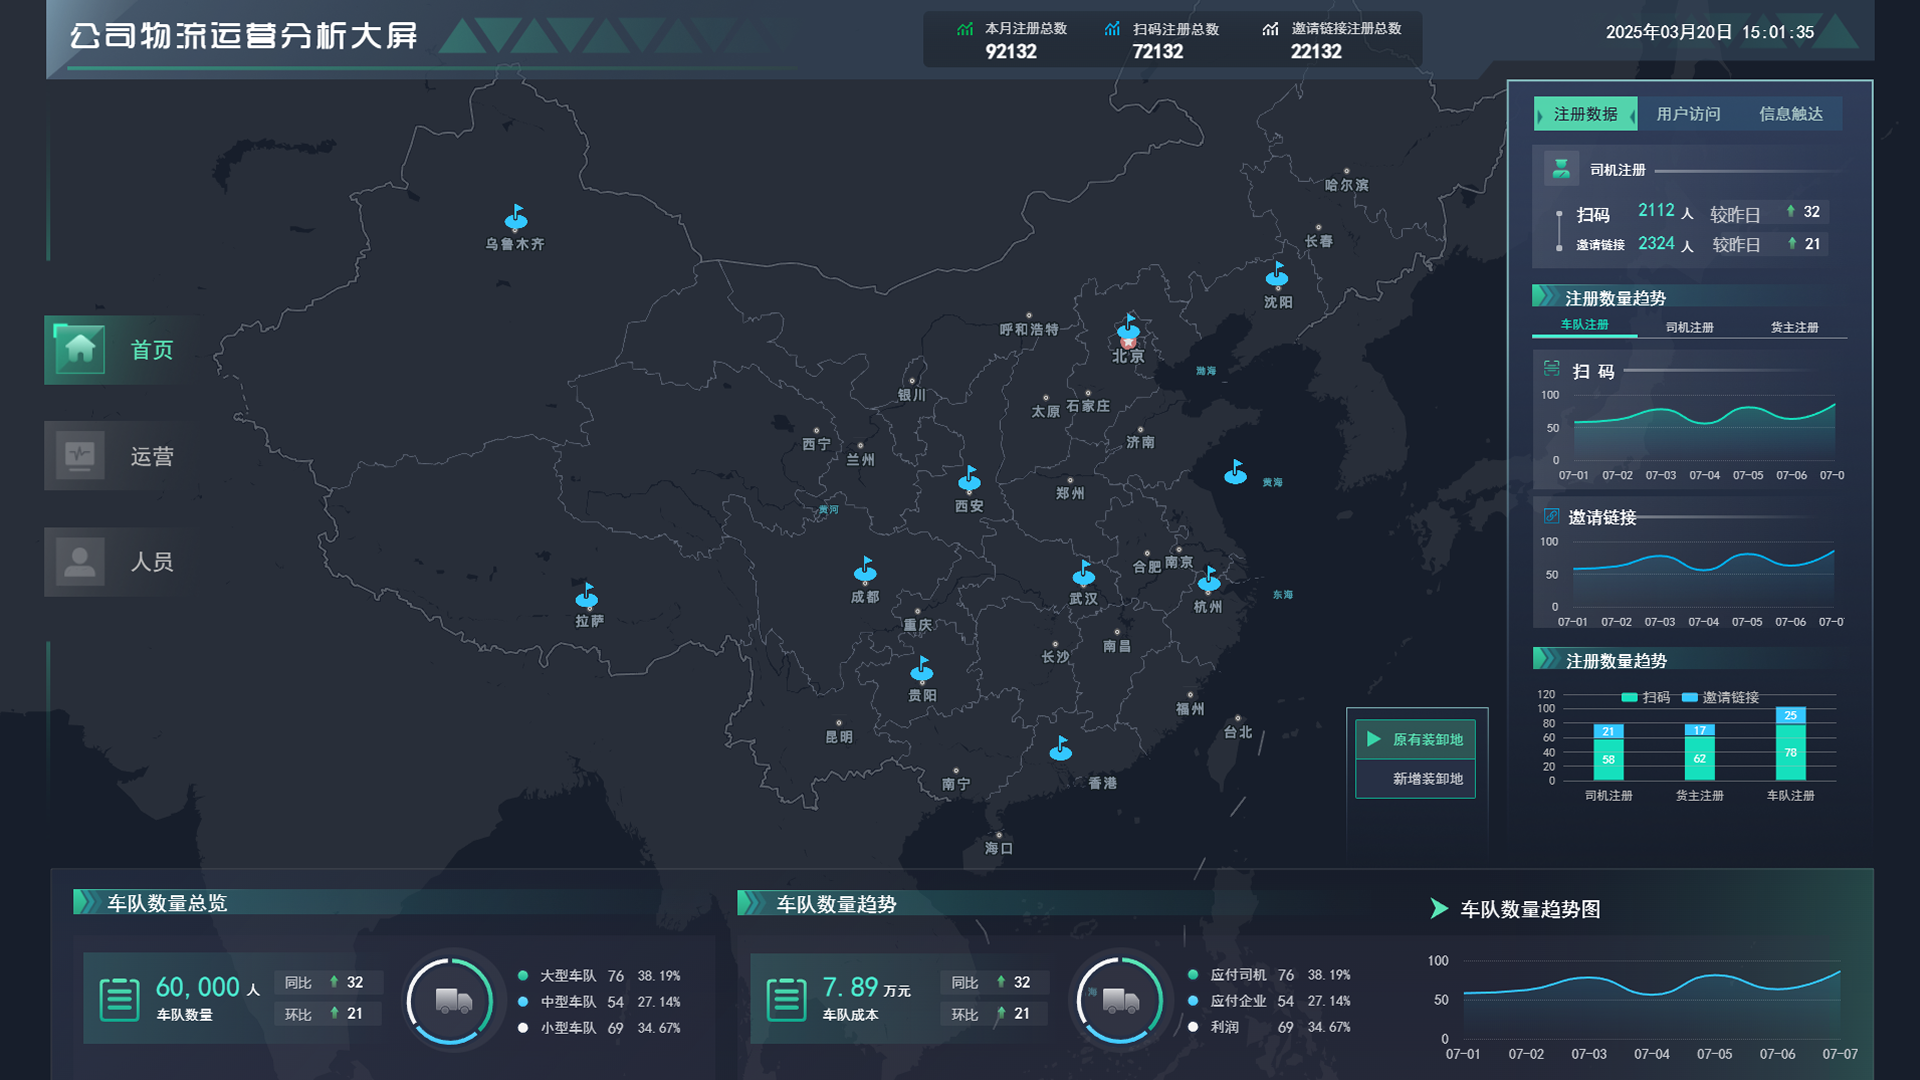 公司物流运营分析大屏
本月注册总数
92132
扫码注册总数
72132
邀请链接注册总数
22132
2025年03月20日 15:01:35
首页
运营
人员
乌鲁木齐
哈尔滨
长春
沈阳
呼和浩特
北京
渤海
银川
太原
石家庄
济南
西宁
兰州
郑州
西安
黄海
黄河
合肥
南京
成都
武汉
杭州
东海
拉萨
重庆
南昌
长沙
贵阳
福州
台北
昆明
南宁
香港
海口
海
原有装卸地
新增装卸地
注册数据
用户访问
信息触达
司机注册
扫码 2112 人 较昨日 32
邀请链接 2324 人 较昨日 21
注册数量趋势
车队注册
司机注册
货主注册
扫 码
100
50
0
07-01 07-02 07-03 07-04 07-05 07-06 07-0
邀请链接
100
50
0
07-01 07-02 07-03 07-04 07-05 07-06 07-0
注册数量趋势
扫码 邀请链接
120
100
80
60
40
20
0
21
58
17
62
25
78
司机注册 货主注册 车队注册
车队数量总览
60,000 人
车队数量
同比 32
环比 21
大型车队 76 38.19%
中型车队 54 27.14%
小型车队 69 34.67%
车队数量趋势
7.89 万元
车队成本
同比 32
环比 21
应付司机 76 38.19%
应付企业 54 27.14%
利润 69 34.67%
车队数量趋势图
100
50
0
07-01 07-02 07-03 07-04 07-05 07-06 07-07